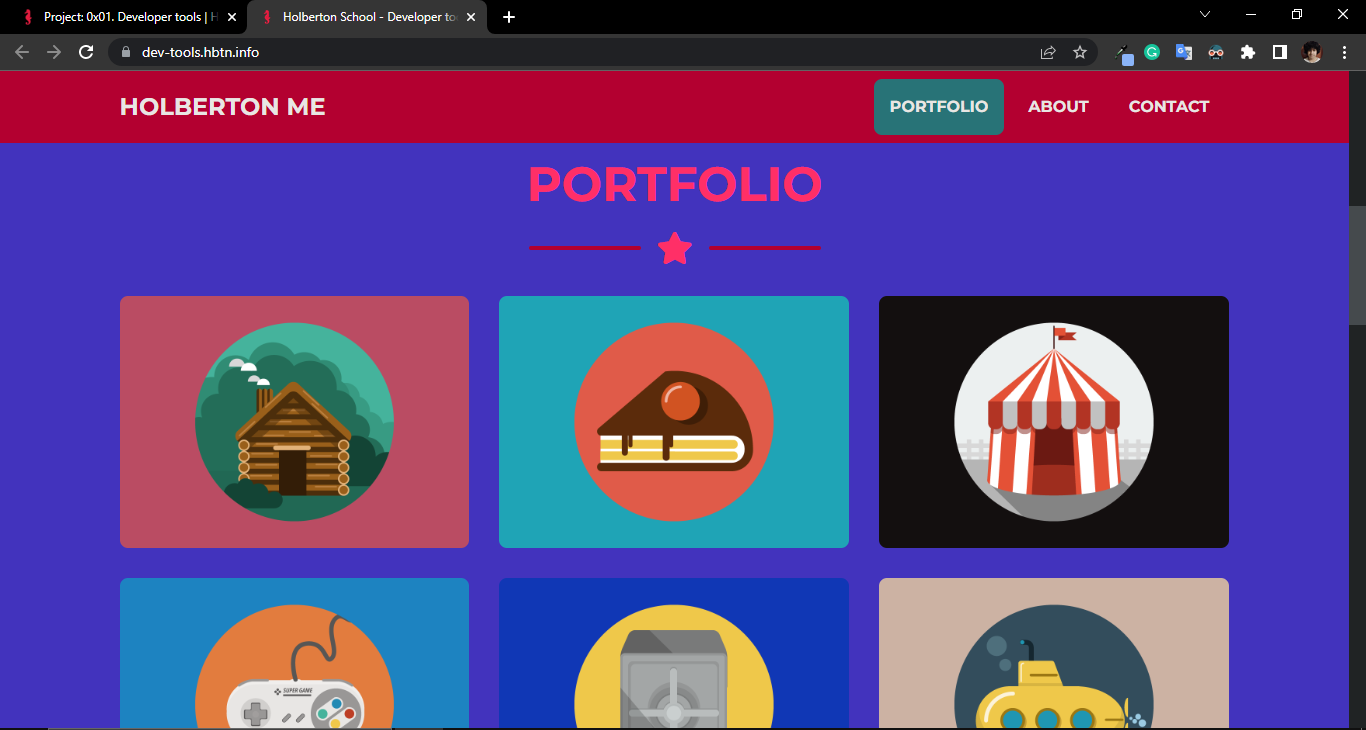 Project: 0x01. Developer tools | H
Holberton School - Developer to
dev-tools.hbtn.info
HOLBERTON ME
PORTFOLIO
ABOUT
CONTACT
PORTFOLIO
SUPER GAME